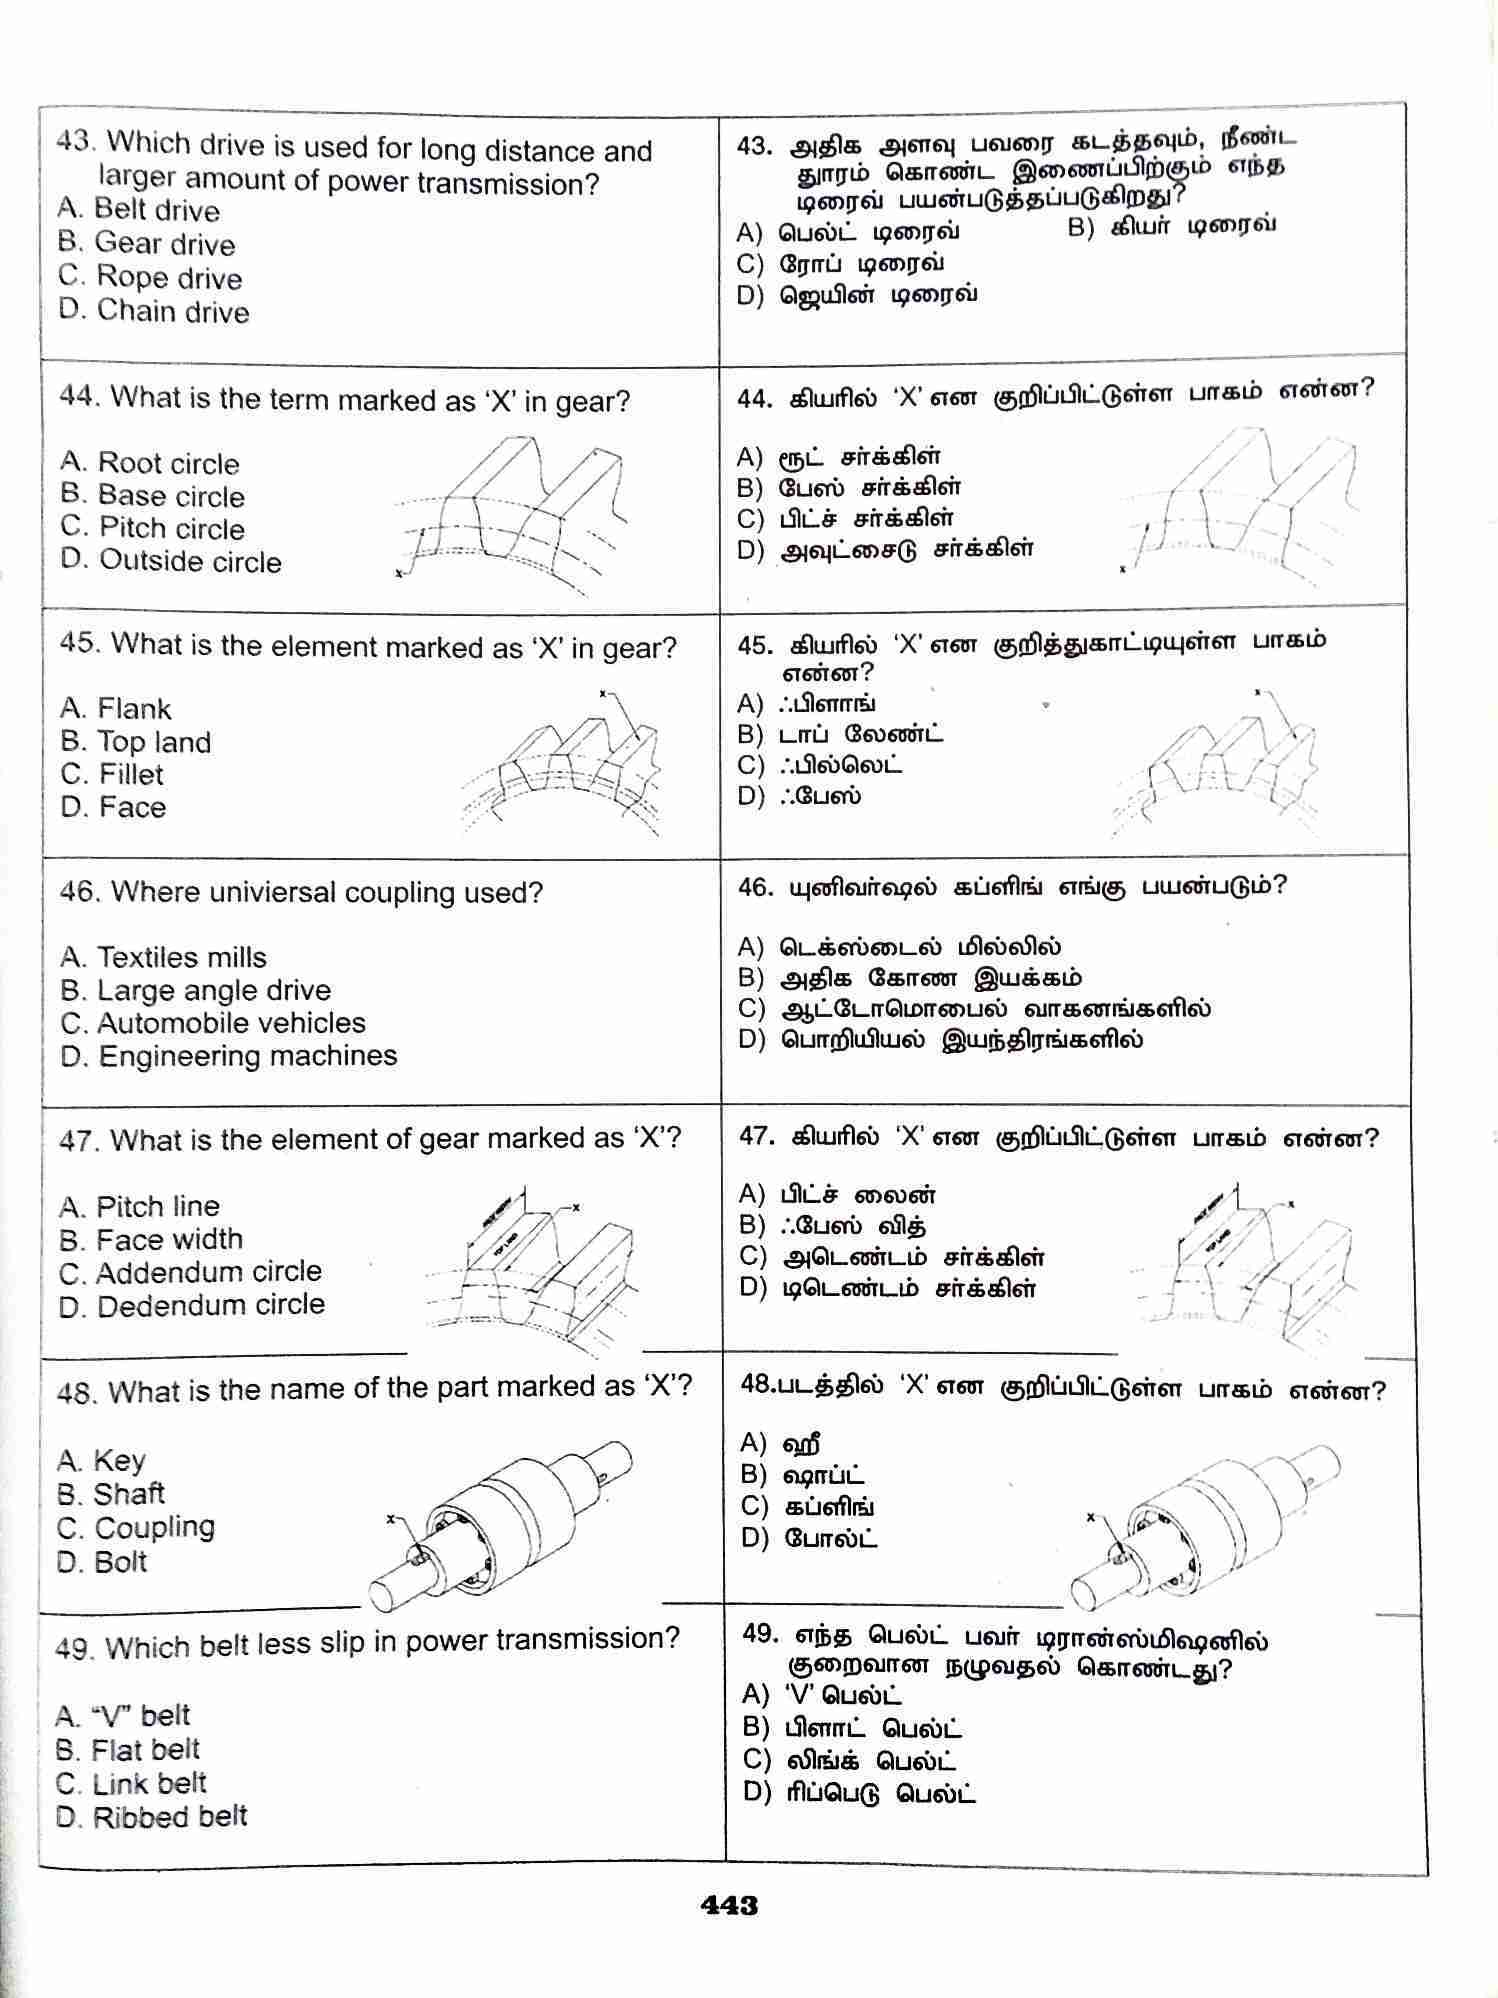 43. Which drive is used for long distance and
larger amount of power transmission?
A. Belt drive
B. Gear drive
C. Rope drive
D. Chain drive
43. அதிக அளவு பவரை கடத்தவும், நீண்ட
துாரம் கொண்ட இணைப்பிற்கும் எந்த
டிரைவ் பயன்படுத்தப்படுகிறது?
A) பெல்ட் டிரைவ் B) கியர் டிரைவ்
C) ரோப் டிரைவ்
D) ஜெயின் டிரைவ்
44. What is the term marked as ‘X’ in gear?
A. Root circle
B. Base circle
C. Pitch circle
D. Outside circle
x
44. கியரில் ‘X’ என குறிப்பிட்டுள்ள பாகம் என்ன?
A) ரூட் சர்க்கிள்
B) பேஸ் சர்க்கிள்
C) பிட்ச் சர்க்கிள்
D) அவுட்சைடு சர்க்கிள்
x
45. What is the element marked as ‘X’ in gear?
A. Flank
B. Top land
C. Fillet
D. Face
x
45. கியரில் ‘X’ என குறித்துகாட்டியுள்ள பாகம்
என்ன?
A) ஃபிளாங்
B) டாப் லேண்ட்
C) ஃபில்லெட்
D) ஃபேஸ்
x
46. Where univiersal coupling used?
A. Textiles mills
B. Large angle drive
C. Automobile vehicles
D. Engineering machines
46. யுனிவர்ஷல் கப்ளிங் எங்கு பயன்படும்?
A) டெக்ஸ்டைல் மில்லில்
B) அதிக கோண இயக்கம்
C) ஆட்டோமொபைல் வாகனங்களில்
D) பொறியியல் இயந்திரங்களில்
47. What is the element of gear marked as ‘X’?
A. Pitch line
B. Face width
C. Addendum circle
D. Dedendum circle
FACE WIDTH
TOP LAND
x
47. கியரில் ‘X’ என குறிப்பிட்டுள்ள பாகம் என்ன?
A) பிட்ச் லைன்
B) ஃபேஸ் வித்
C) அடெண்டம் சர்க்கிள்
D) டிடெண்டம் சர்க்கிள்
FACE WIDTH
TOP LAND
x
48. What is the name of the part marked as ‘X’?
A. Key
B. Shaft
C. Coupling
D. Bolt
x
48.படத்தில் ‘X’ என குறிப்பிட்டுள்ள பாகம் என்ன?
A) ஹீ
B) ஷாப்ட்
C) கப்ளிங்
D) போல்ட்
x
49. Which belt less slip in power transmission?
A. “V” belt
B. Flat belt
C. Link belt
D. Ribbed belt
49. எந்த பெல்ட் பவர் டிரான்ஸ்மிஷனில்
குறைவான நழுவதல் கொண்டது?
A) ‘V’ பெல்ட்
B) பிளாட் பெல்ட்
C) லிங்க் பெல்ட்
D) ரிப்பெடு பெல்ட்
443